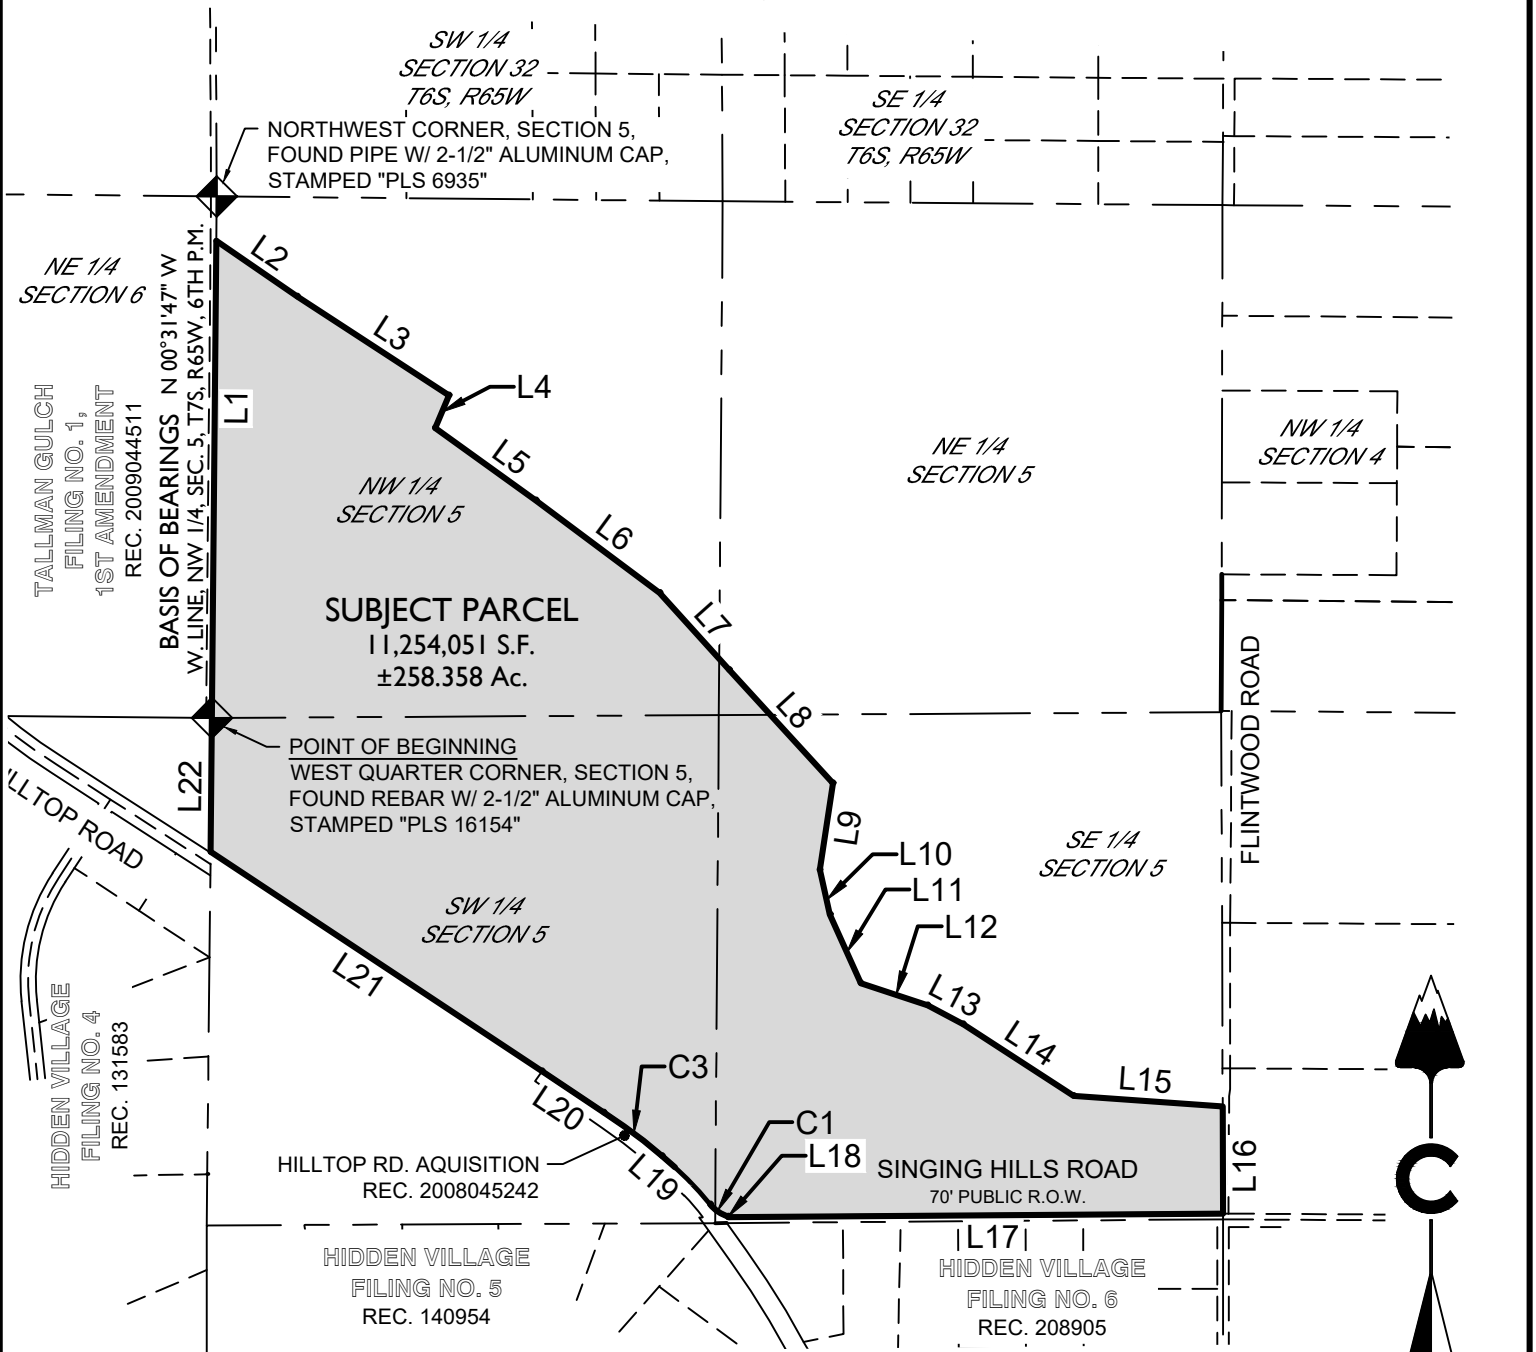 SW 1/4
SECTION 32
T6S, R65W
SE 1/4
SECTION 32
T6S, R65W
NORTHWEST CORNER, SECTION 5,
FOUND PIPE W/ 2-1/2" ALUMINUM CAP,
STAMPED "PLS 6935"
NE 1/4
SECTION 6
L2
L3
L4
L1
BASIS OF BEARINGS N 00°31'47" W
W. LINE, NW 1/4, SEC. 5, T7S, R65W, 6TH P.M.
TALLMAN GULCH
FILING NO. 1,
1ST AMENDMENT
REC. 2009044511
NW 1/4
SECTION 5
L5
L6
NE 1/4
SECTION 5
NW 1/4
SECTION 4
SUBJECT PARCEL
11,254,051 S.F.
±258.358 Ac.
L7
L8
FLINTWOOD ROAD
POINT OF BEGINNING
WEST QUARTER CORNER, SECTION 5,
FOUND REBAR W/ 2-1/2" ALUMINUM CAP,
STAMPED "PLS 16154"
L22
ILLTOP ROAD
L9
L10
L11
L12
SE 1/4
SECTION 5
SW 1/4
SECTION 5
L21
L13
L14
L15
HIDDEN VILLAGE
FILING NO. 4
REC. 131583
C3
L20
C1
L18
L19
HILLTOP RD. AQUISITION
REC. 2008045242
SINGING HILLS ROAD
70' PUBLIC R.O.W.
L16
L17
HIDDEN VILLAGE
FILING NO. 5
REC. 140954
HIDDEN VILLAGE
FILING NO. 6
REC. 208905
C